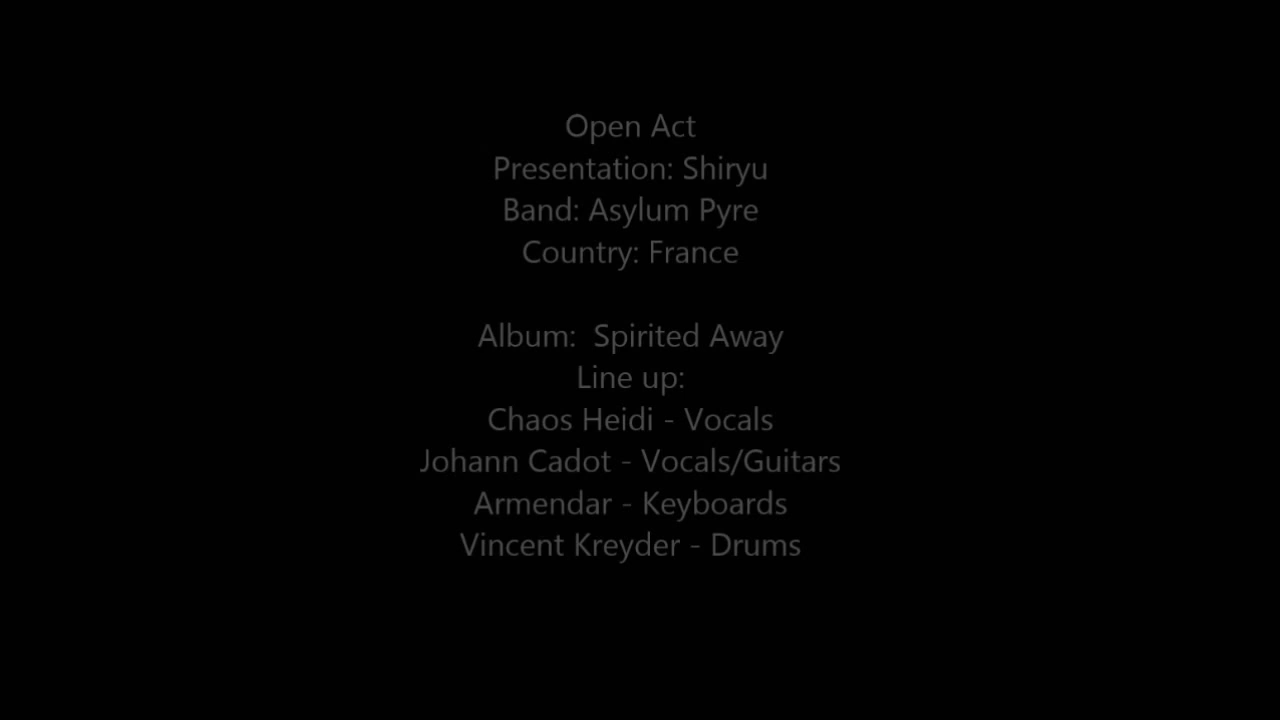 Open Act
Presentation: Shiryu
Band: Asylum Pyre
Country: France
Album:  Spirited Away
Line up:
Chaos Heidi - Vocals
Johann Cadot - Vocals/Guitars
Armendar - Keyboards
Vincent Kreyder - Drums